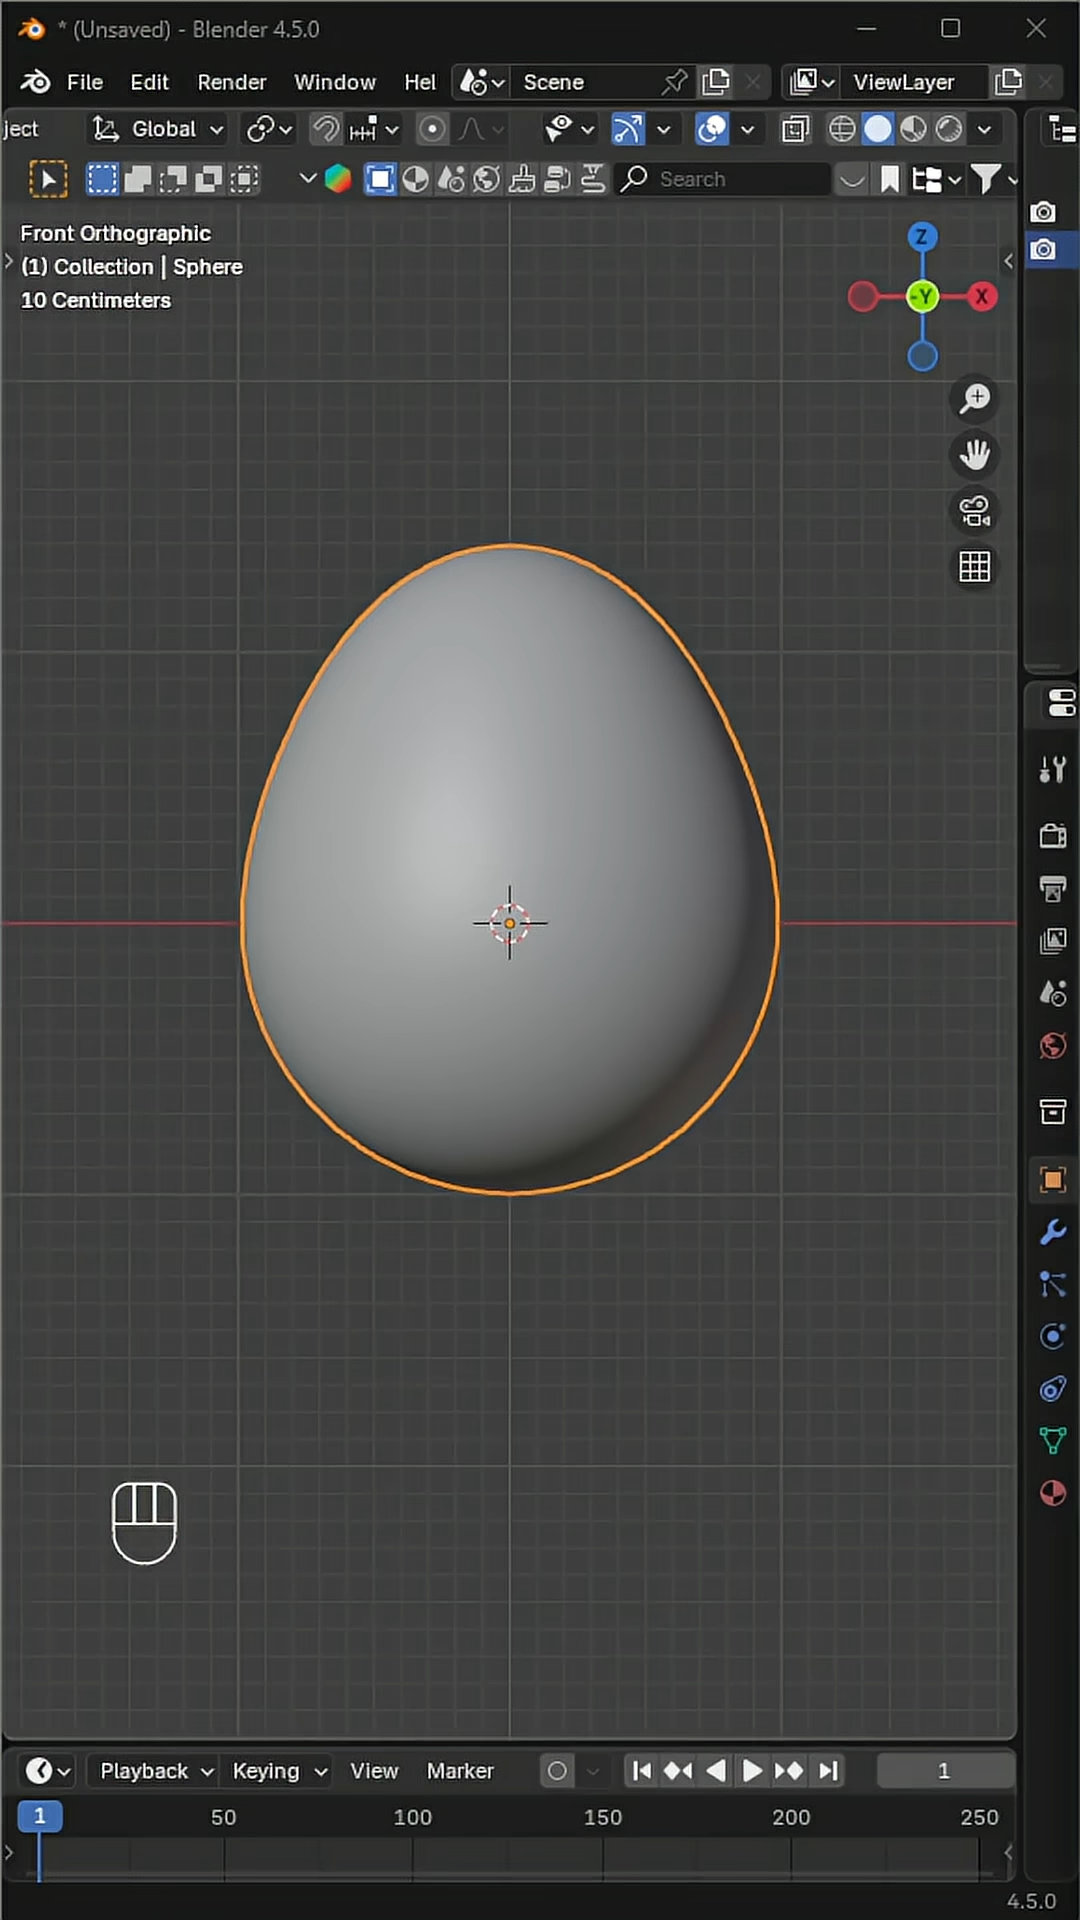 * (Unsaved) - Blender 4.5.0
File Edit Render Window Hel Scene ViewLayer
ject Global
Search
Front Orthographic
(1) Collection | Sphere
10 Centimeters
Z
-Y X
Playback Keying View Marker 1
1 50 100 150 200 250
4.5.0